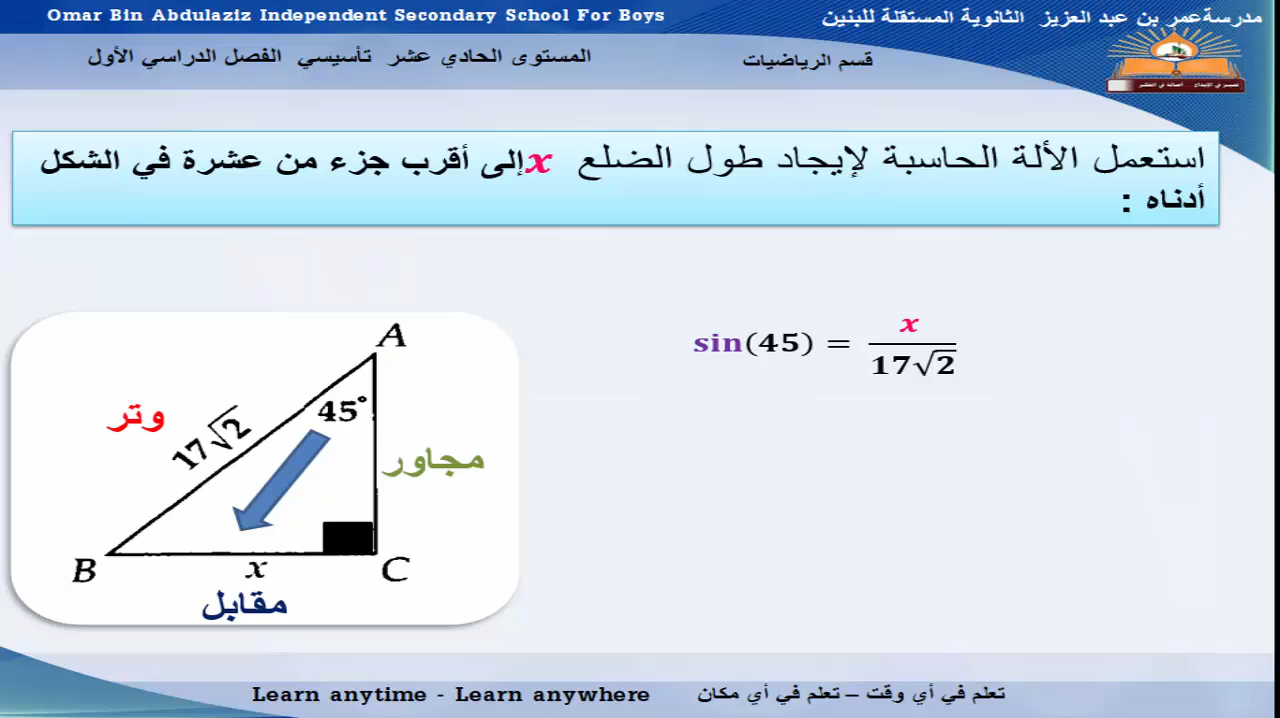 Omar Bin Abdulaziz Independent Secondary School For Boys
مدرسةعمر بن عبد العزيز الثانوية المستقلة للبنين
قسم الرياضيات
المستوى الحادي عشر تأسيسي الفصل الدراسي الأول
استعمل الألة الحاسبة لإيجاد طول الضلع x إلى أقرب جزء من عشرة في الشكل
أدناه :
sin(45) = x / 17√2
A
45°
وتر
17√2
مجاور
B
x
C
مقابل
Learn anytime - Learn anywhere
تعلم في أي وقت – تعلم في أي مكان